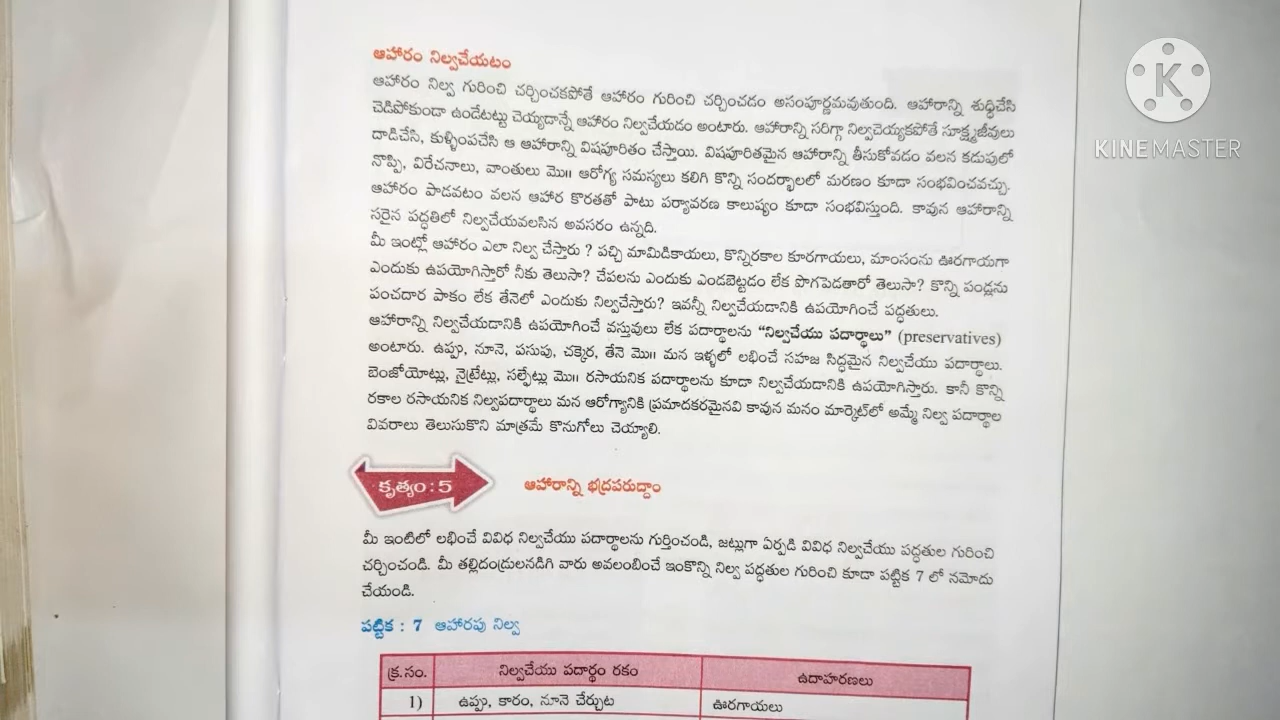 ఆహారం నిల్వచేయటం
ఆహారం నిల్వ గురించి చర్చించకపోతే ఆహారం గురించి చర్చించడం అసంపూర్ణమవుతుంది. ఆహారాన్ని శుద్ధిచేసి
చెడిపోకుండా ఉండేటట్టు చెయ్యడాన్నే ఆహారం నిల్వచేయడం అంటారు. ఆహారాన్ని సరిగ్గా నిల్వచెయ్యకపోతే సూక్ష్మజీవులు
దాడిచేసి, కుళ్ళింపచేసి ఆ ఆహారాన్ని విషపూరితం చేస్తాయి. విషపూరితమైన ఆహారాన్ని తీసుకోవడం వలన కడుపులో
నొప్పి, విరేచనాలు, వాంతులు మొ॥ ఆరోగ్య సమస్యలు కలిగి కొన్ని సందర్భాలలో మరణం కూడా సంభవించవచ్చు.
ఆహారం పాడవటం వలన ఆహార కొరతతో పాటు పర్యావరణ కాలుష్యం కూడా సంభవిస్తుంది. కావున ఆహారాన్ని
సరైన పద్ధతిలో నిల్వచేయవలసిన అవసరం ఉన్నది.
మీ ఇంట్లో ఆహారం ఎలా నిల్వ చేస్తారు ? పచ్చి మామిడికాయలు, కొన్నిరకాల కూరగాయలు, మాంసంను ఊరగాయగా
ఎందుకు ఉపయోగిస్తారో నీకు తెలుసా? చేపలను ఎందుకు ఎండబెట్టడం లేక పొగపెడతారో తెలుసా? కొన్ని పండ్లను
పంచదార పాకం లేక తేనెలో ఎందుకు నిల్వచేస్తారు? ఇవన్నీ నిల్వచేయడానికి ఉపయోగించే పద్ధతులు.
ఆహారాన్ని నిల్వచేయడానికి ఉపయోగించే వస్తువులు లేక పదార్థాలను “నిల్వచేయు పదార్థాలు” (preservatives)
అంటారు. ఉప్పు, నూనె, పసుపు, చక్కెర, తేనె మొ॥ మన ఇళ్ళలో లభించే సహజ సిద్ధమైన నిల్వచేయు పదార్థాలు.
బెంజోయేట్లు, నైట్రేట్లు, సల్ఫేట్లు మొ॥ రసాయనిక పదార్థాలను కూడా నిల్వచేయడానికి ఉపయోగిస్తారు. కానీ కొన్ని
రకాల రసాయనిక నిల్వపదార్థాలు మన ఆరోగ్యానికి ప్రమాదకరమైనవి కావున మనం మార్కెట్‌లో అమ్మే నిల్వ పదార్థాల
వివరాలు తెలుసుకొని మాత్రమే కొనుగోలు చెయ్యాలి.
కృత్యం : 5 ఆహారాన్ని భద్రపరుద్దాం
మీ ఇంటిలో లభించే వివిధ నిల్వచేయు పదార్థాలను గుర్తించండి, జట్లుగా ఏర్పడి వివిధ నిల్వచేయు పద్ధతుల గురించి
చర్చించండి. మీ తల్లిదండ్రులనడిగి వారు అవలంబించే ఇంకొన్ని నిల్వ పద్ధతుల గురించి కూడా పట్టిక 7 లో నమోదు
చేయండి.
పట్టిక : 7 ఆహారపు నిల్వ
క్ర.సం. నిల్వచేయు పదార్థం రకం ఉదాహరణలు
1) ఉప్పు, కారం, నూనె చేర్చుట ఊరగాయలు
K
KINEMASTER